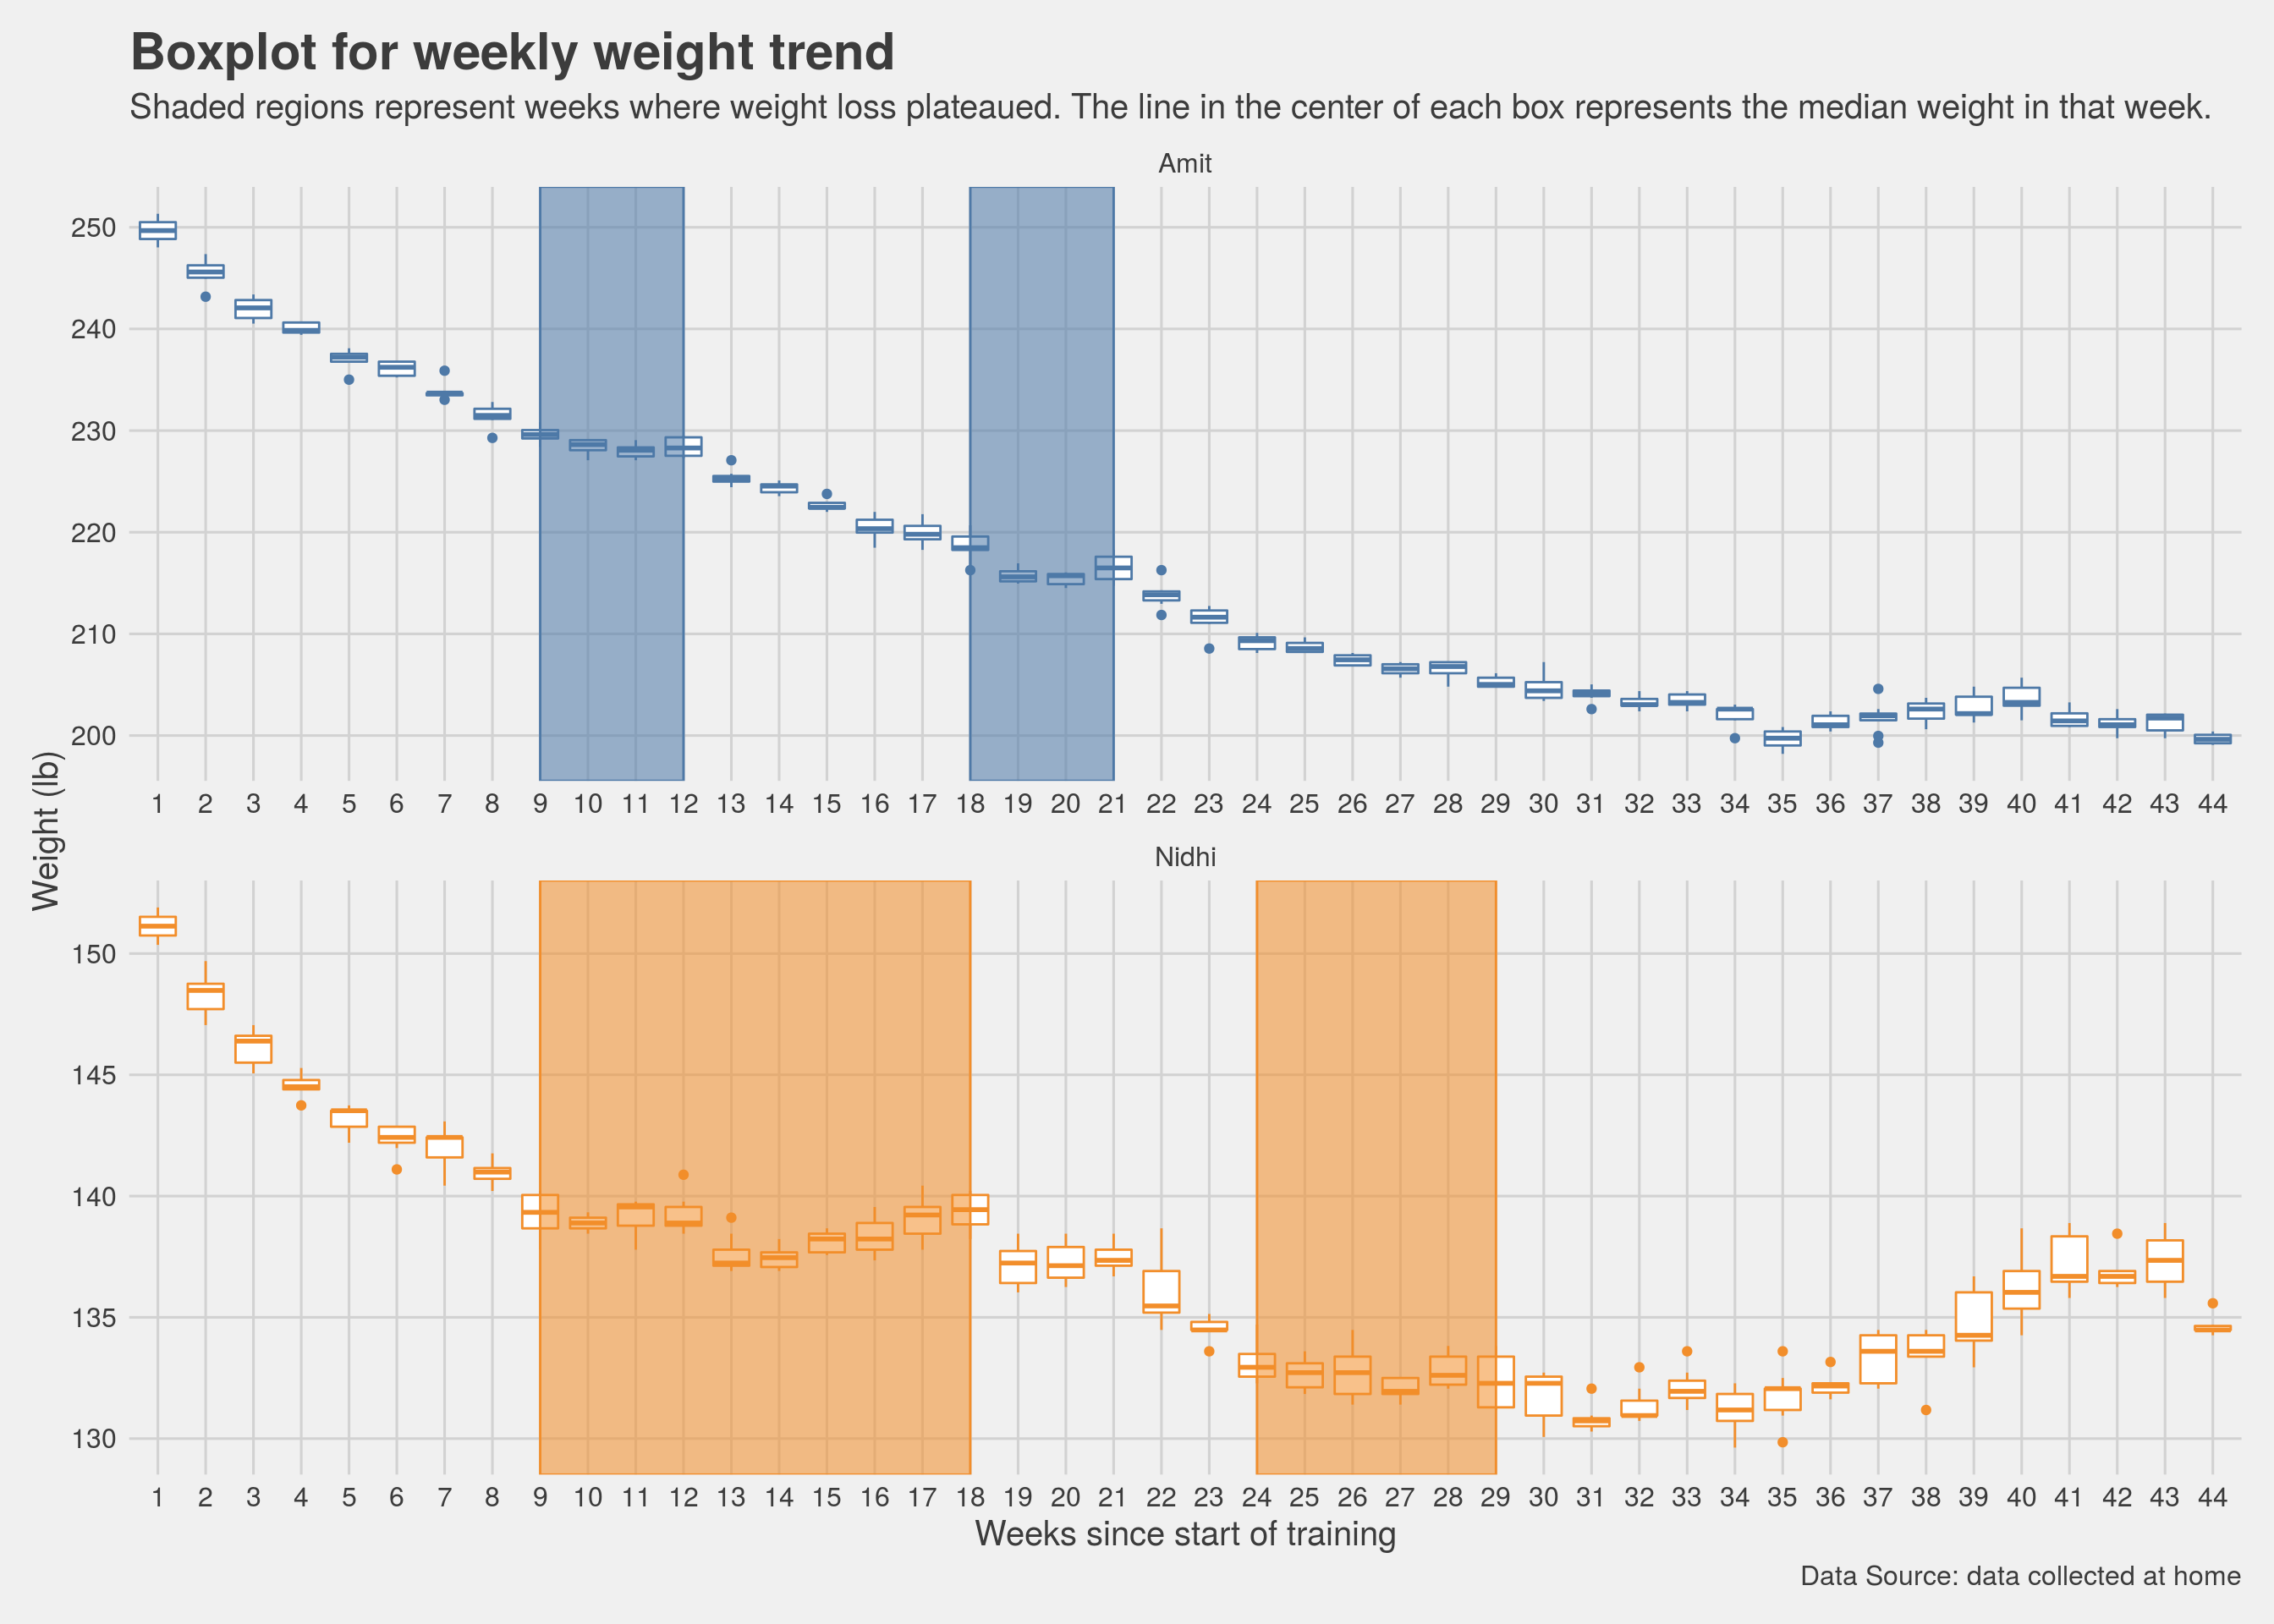 Boxplot for weekly weight trend
Shaded regions represent weeks where weight loss plateaued. The line in the center of each box represents the median weight in that week.
Amit
250
240
230
220
210
200
1 2 3 4 5 6 7 8 9 10 11 12 13 14 15 16 17 18 19 20 21 22 23 24 25 26 27 28 29 30 31 32 33 34 35 36 37 38 39 40 41 42 43 44
Weight (lb)
Nidhi
150
145
140
135
130
1 2 3 4 5 6 7 8 9 10 11 12 13 14 15 16 17 18 19 20 21 22 23 24 25 26 27 28 29 30 31 32 33 34 35 36 37 38 39 40 41 42 43 44
Weeks since start of training
Data Source: data collected at home